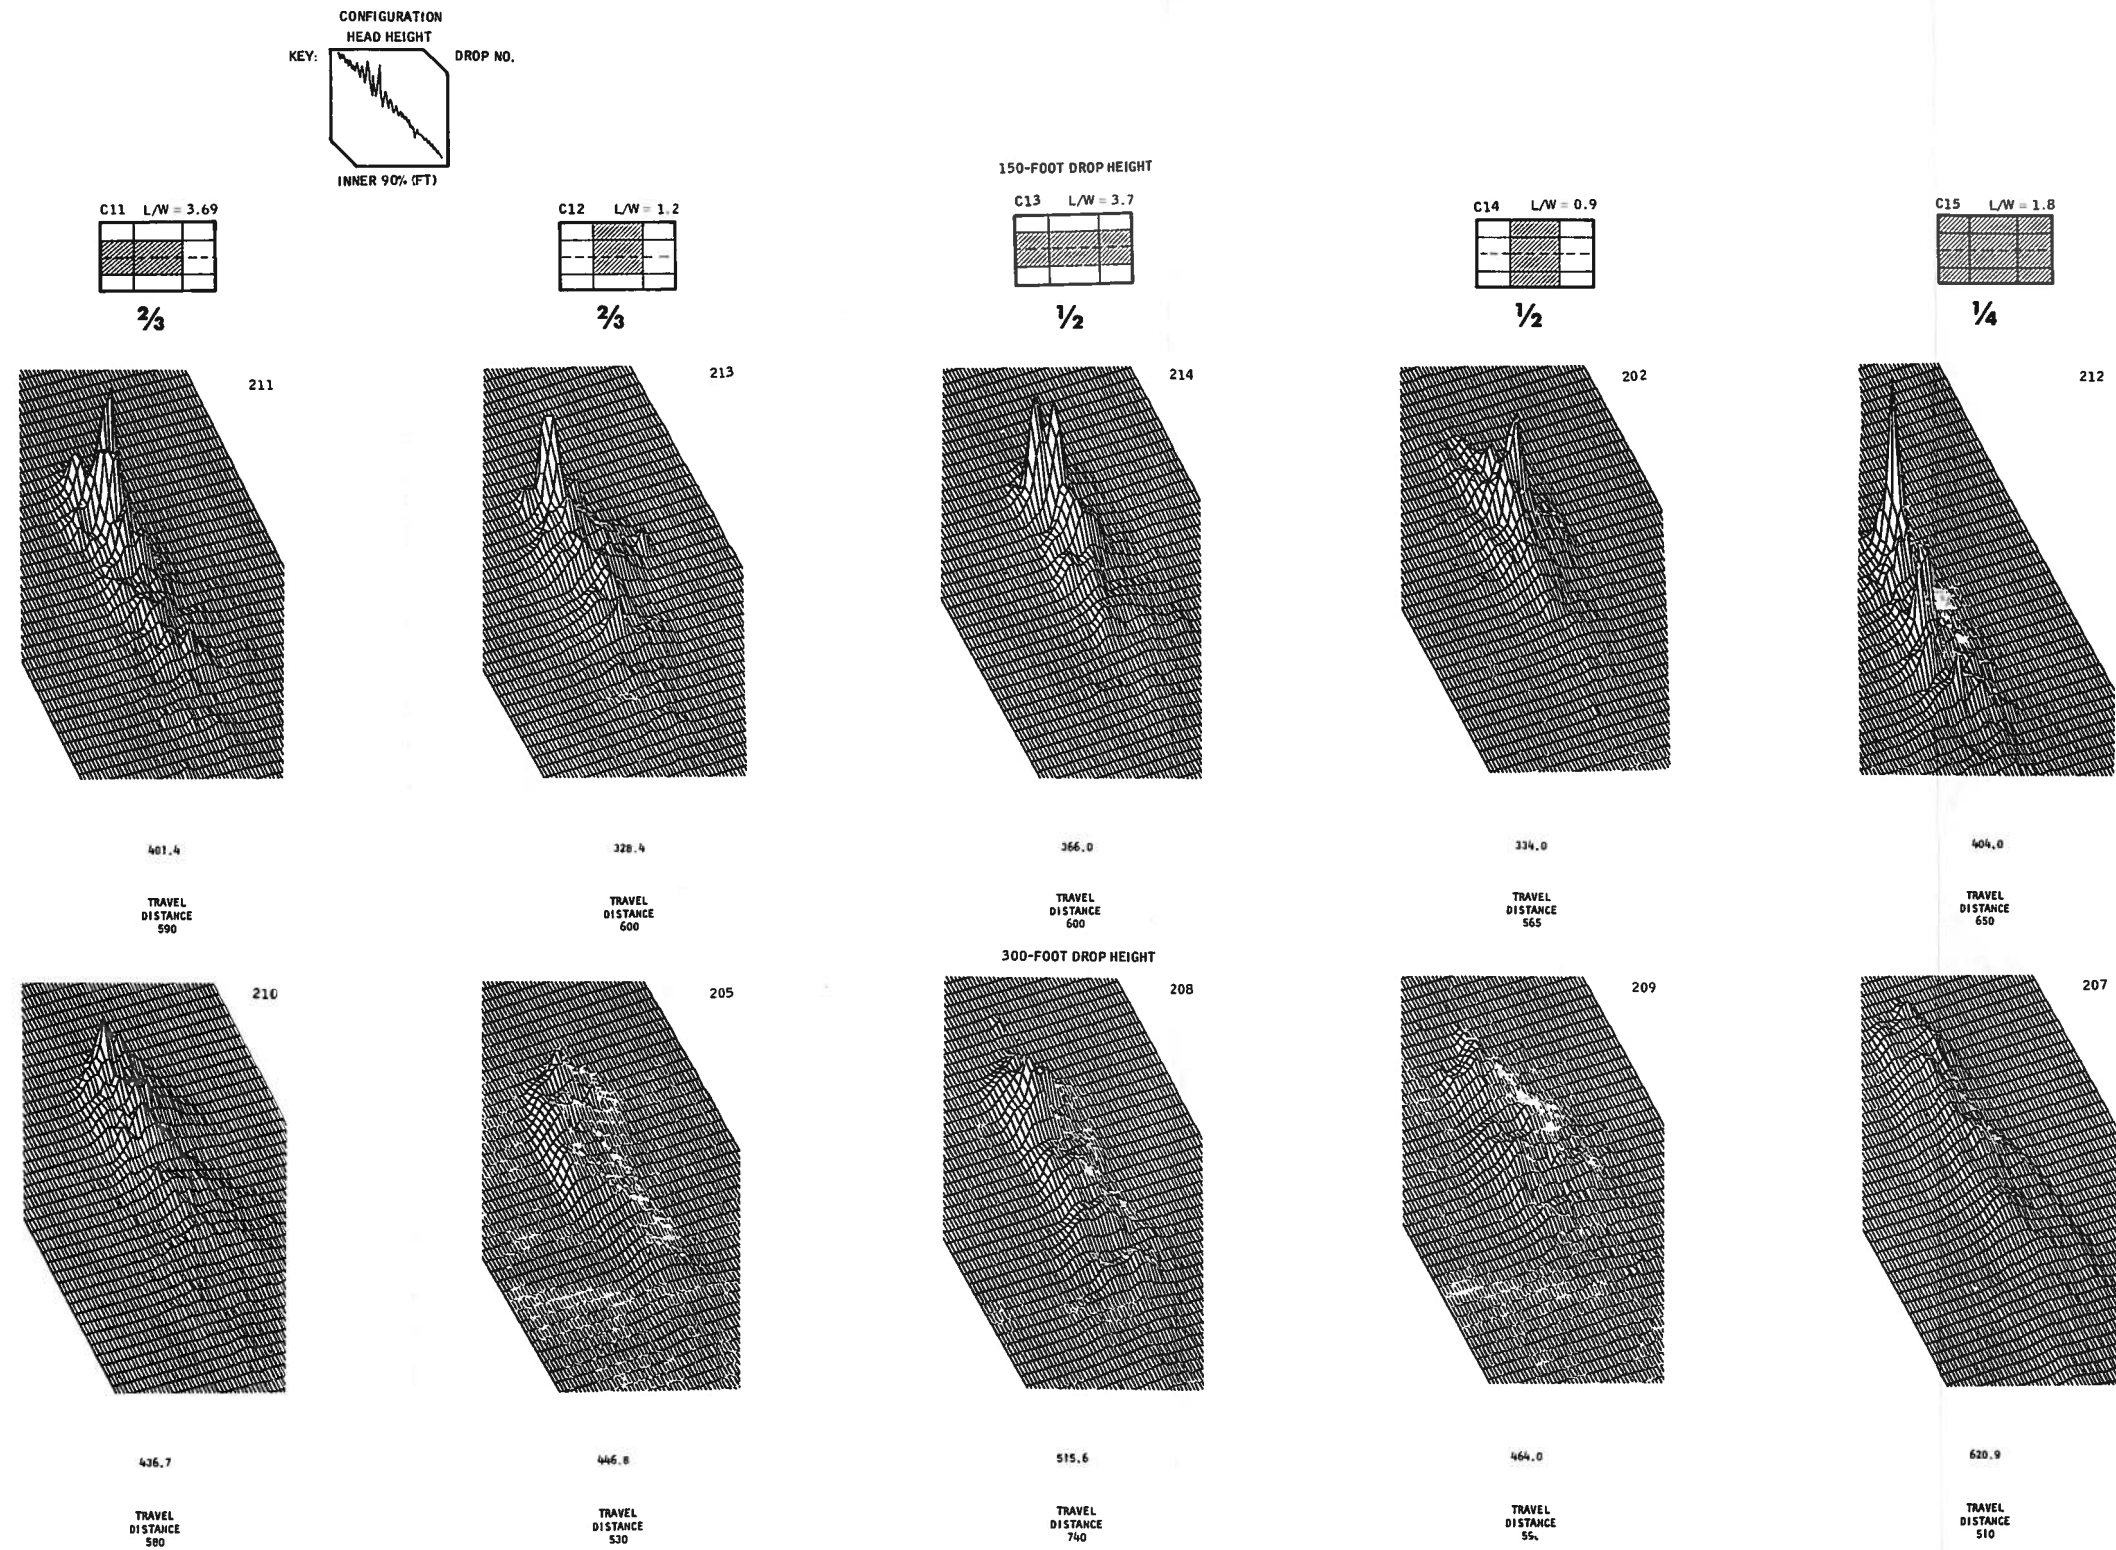 CONFIGURATION
HEAD HEIGHT
KEY:
DROP NO.
INNER 90% (FT)
150-FOOT DROP HEIGHT
C11 L/W = 3.69
C12 L/W = 1.2
C13 L/W = 3.7
C14 L/W = 0.9
C15 L/W = 1.8
2/3
2/3
1/2
1/2
1/4
211
213
214
202
212
401.4
328.4
366.0
334.0
404.0
TRAVEL
DISTANCE
590
TRAVEL
DISTANCE
600
TRAVEL
DISTANCE
600
TRAVEL
DISTANCE
565
TRAVEL
DISTANCE
650
300-FOOT DROP HEIGHT
210
205
208
209
207
436.7
446.8
515.6
464.0
620.9
TRAVEL
DISTANCE
580
TRAVEL
DISTANCE
530
TRAVEL
DISTANCE
740
TRAVEL
DISTANCE
TRAVEL
DISTANCE
510